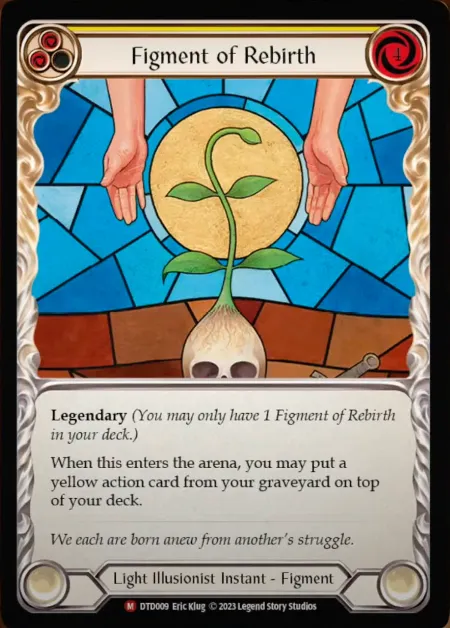 Figment of Rebirth
4
Legendary (You may only have 1 Figment of Rebirth
in your deck.)
When this enters the arena, you may put a
yellow action card from your graveyard on top
of your deck.
We each are born anew from another's struggle.
Light Illusionist Instant - Figment
M DTD009 Eric Klug © 2023 Legend Story Studios